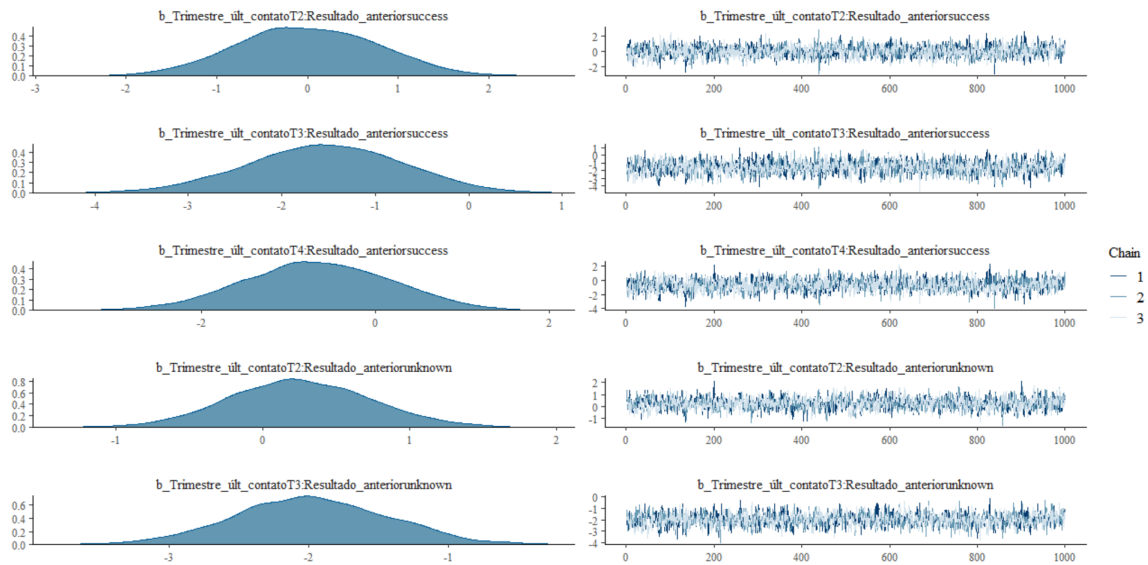 b_Trimestre_últ_contatoT2:Resultado_anteriorsuccess
0.4
0.3
0.2
0.1
0.0
-3 -2 -1 0 1 2
b_Trimestre_últ_contatoT2:Resultado_anteriorsuccess
2
0
-2
0 200 400 600 800 1000
b_Trimestre_últ_contatoT3:Resultado_anteriorsuccess
0.4
0.3
0.2
0.1
0.0
-4 -3 -2 -1 0 1
b_Trimestre_últ_contatoT3:Resultado_anteriorsuccess
1
0
-1
-2
-3
-4
0 200 400 600 800 1000
b_Trimestre_últ_contatoT4:Resultado_anteriorsuccess
0.4
0.3
0.2
0.1
0.0
-2 0 2
b_Trimestre_últ_contatoT4:Resultado_anteriorsuccess
2
0
-2
-4
0 200 400 600 800 1000
b_Trimestre_últ_contatoT2:Resultado_anteriorunknown
0.8
0.6
0.4
0.2
0.0
-1 0 1 2
b_Trimestre_últ_contatoT2:Resultado_anteriorunknown
2
1
0
-1
0 200 400 600 800 1000
b_Trimestre_últ_contatoT3:Resultado_anteriorunknown
0.6
0.4
0.2
0.0
-3 -2 -1
b_Trimestre_últ_contatoT3:Resultado_anteriorunknown
0
-1
-2
-3
-4
0 200 400 600 800 1000
Chain
1
2
3